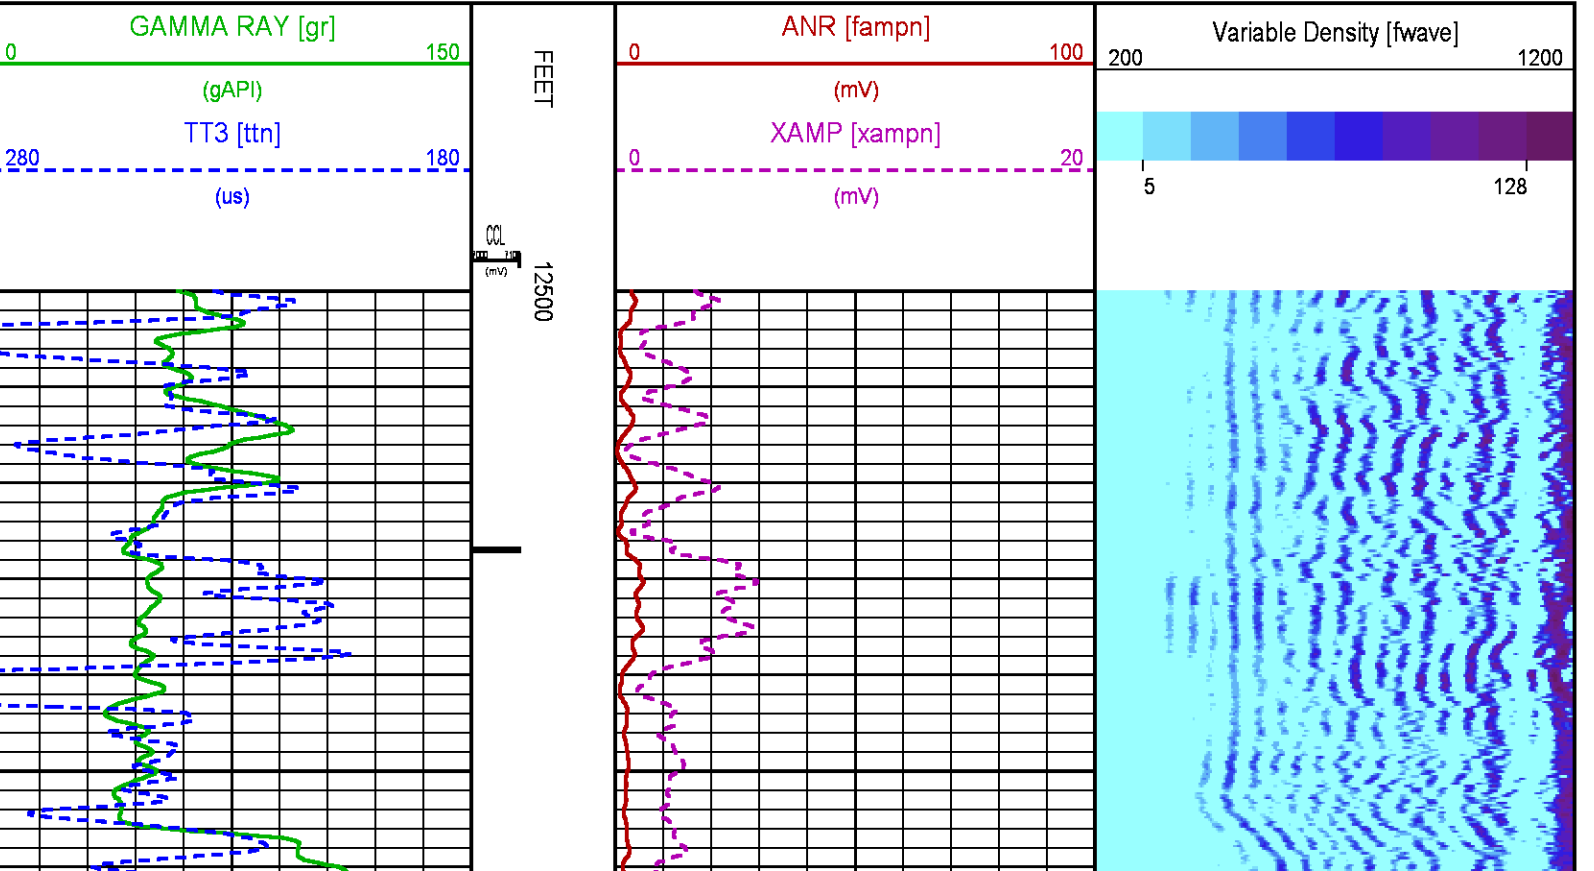 GAMMA RAY [gr]
0 150
(gAPI)
TT3 [ttn]
280 180
(us)
CCL
(mV)
FEET
12500
ANR [fampn]
0 100
(mV)
XAMP [xampn]
0 20
(mV)
Variable Density [fwave]
200 1200
5 128